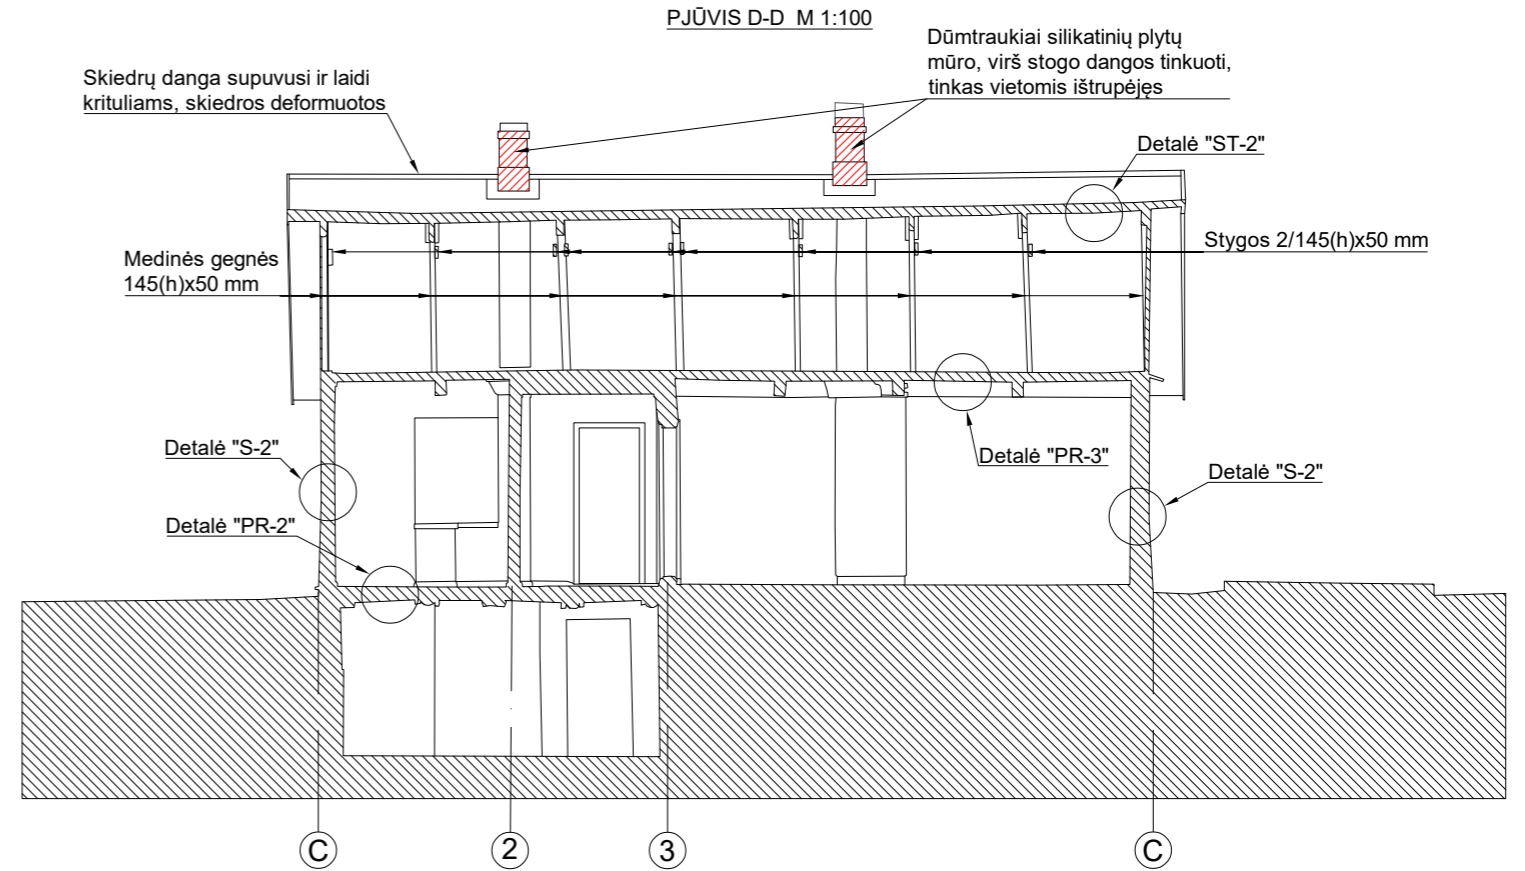 PJŪVIS D-D M 1:100
Skiedrų danga supuvusi ir laidi
krituliams, skiedros deformuotos
Dūmtraukiai silikatinių plytų
mūro, virš stogo dangos tinkuoti,
tinkas vietomis ištrupėjęs
Detalė "ST-2"
Medinės gegnės
145(h)x50 mm
Stygos 2/145(h)x50 mm
Detalė "S-2"
Detalė "PR-3"
Detalė "S-2"
Detalė "PR-2"
C
2
3
C